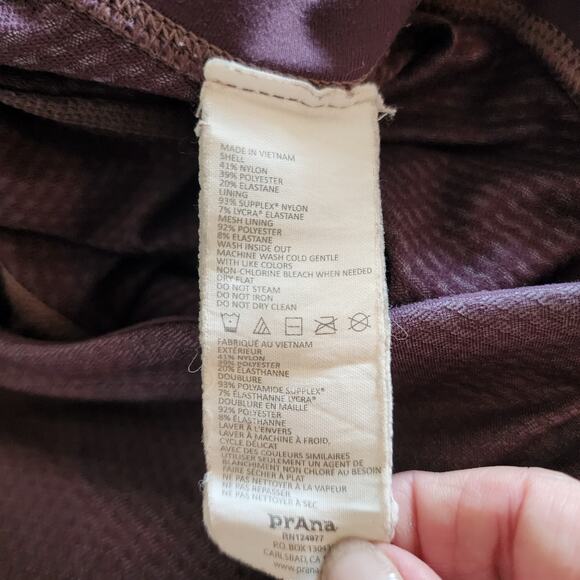 MADE IN VIETNAM
SHELL
41% NYLON
39% POLYESTER
20% ELASTANE
LINING
93% SUPPLEX® NYLON
7% LYCRA® ELASTANE
MESH LINING
92% POLYESTER
8% ELASTANE
WASH INSIDE OUT
MACHINE WASH COLD GENTLE
WITH LIKE COLORS
NON-CHLORINE BLEACH WHEN NEEDED
DRY FLAT
DO NOT STEAM
DO NOT IRON
DO NOT DRY CLEAN
FABRIQUÉ AU VIETNAM
EXTÉRIEUR
41% NYLON
39% POLYESTER
20% ÉLASTHANNE
DOUBLURE
93% POLYAMIDE SUPPLEX®
7% ÉLASTHANNE LYCRA®
DOUBLURE EN MAILLE
92% POLYESTER
8% ÉLASTHANNE
LAVER À L'ENVERS
LAVER À MACHINE À FROID,
CYCLE DÉLICAT
AVEC DES COULEURS SIMILAIRES
UTILISER SEULEMENT UN AGENT DE
BLANCHIMENT NON CHLORÉ AU BESOIN
FAIRE SÉCHER À PLAT
NE PAS NETTOYER À LA VAPEUR
NE PAS REPASSER
NE PAS NETTOYER À SEC
prAna
RN124977
P.O. BOX
CARLSBAD, CA
www.prana